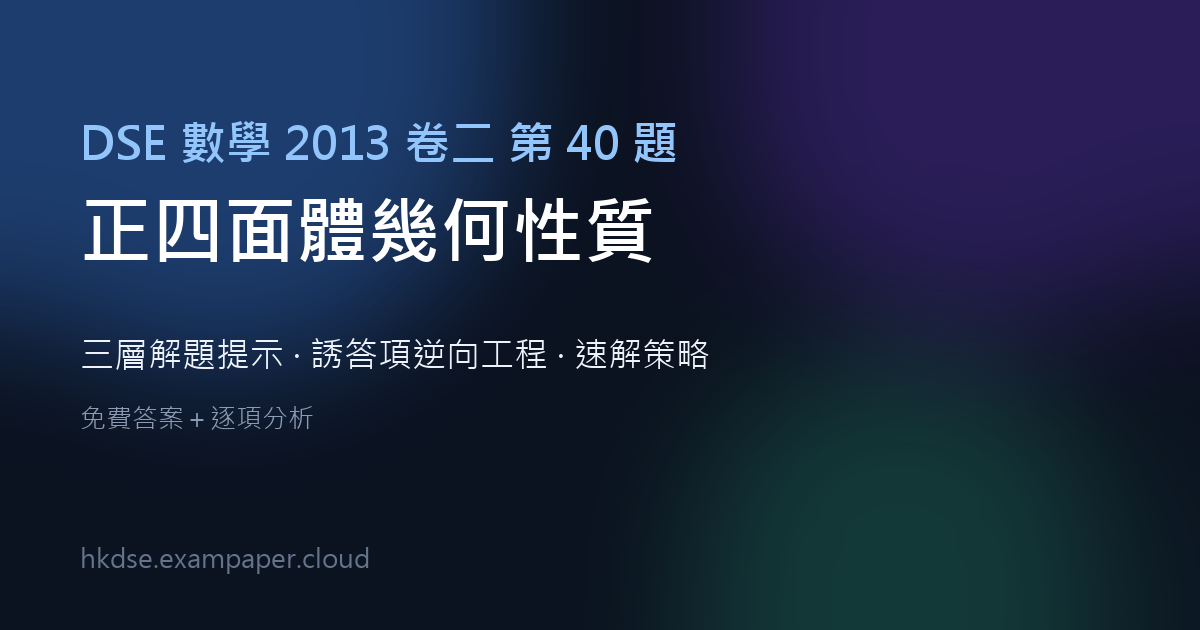 DSE 數學 2013 卷二 第 40 題
正四面體幾何性質
三層解題提示 · 誘答項逆向工程 · 速解策略
免費答案 + 逐項分析
hkdse.exampaper.cloud